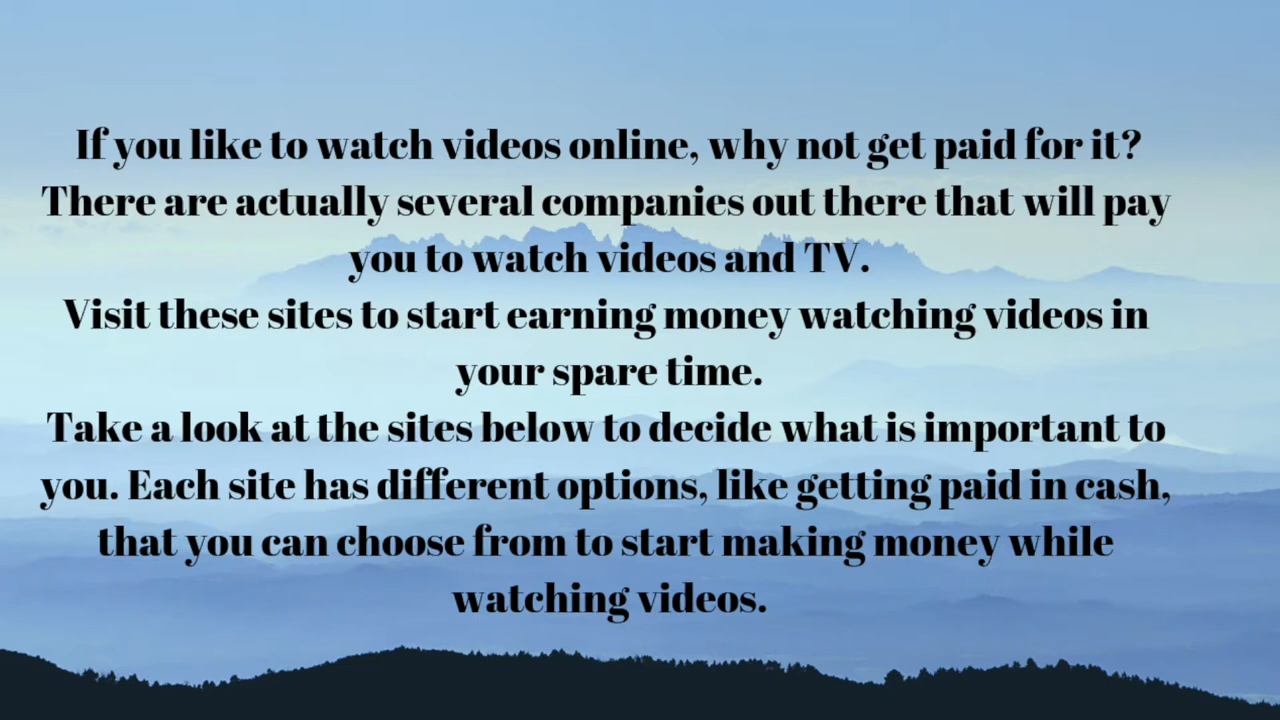 If you like to watch videos online, why not get paid for it?
There are actually several companies out there that will pay
you to watch videos and TV.
Visit these sites to start earning money watching videos in
your spare time.
Take a look at the sites below to decide what is important to
you. Each site has different options, like getting paid in cash,
that you can choose from to start making money while
watching videos.